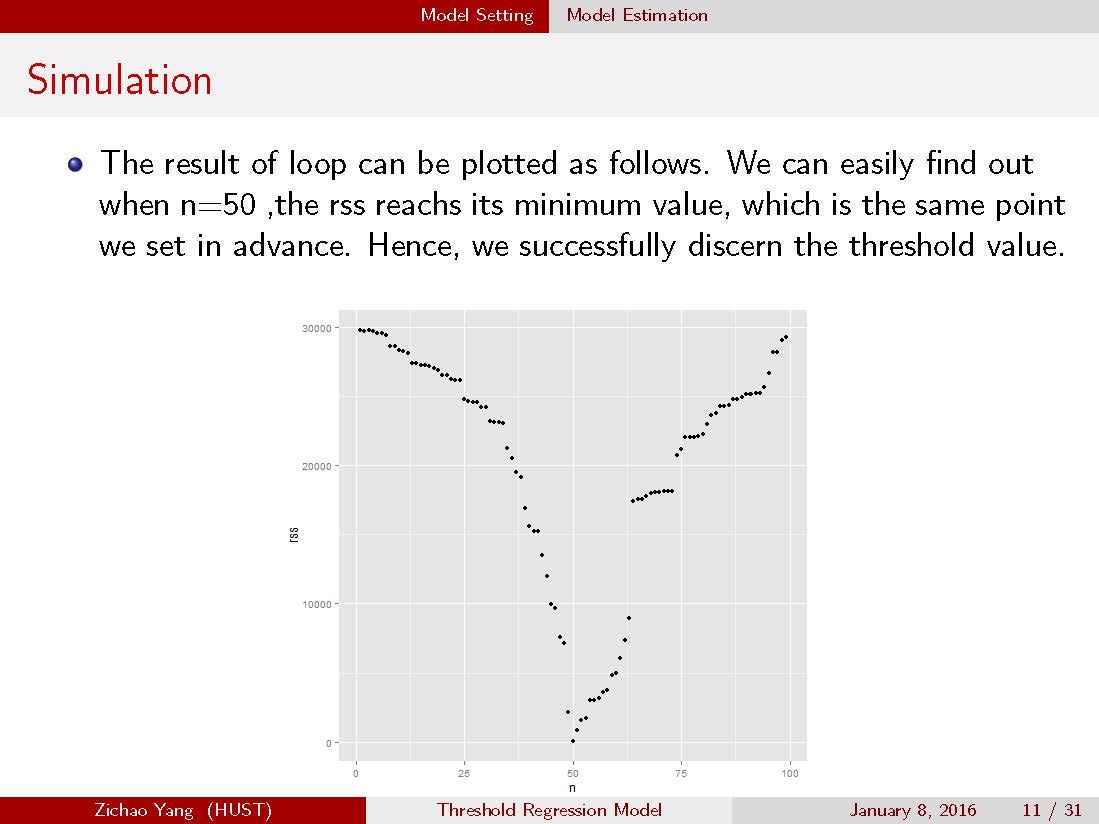 Model Setting Model Estimation
Simulation
The result of loop can be plotted as follows. We can easily find out
when n=50 ,the rss reachs its minimum value, which is the same point
we set in advance. Hence, we successfully discern the threshold value.
30000
20000
rss
10000
0
0 25 50 75 100
n
Zichao Yang (HUST) Threshold Regression Model January 8, 2016 11 / 31